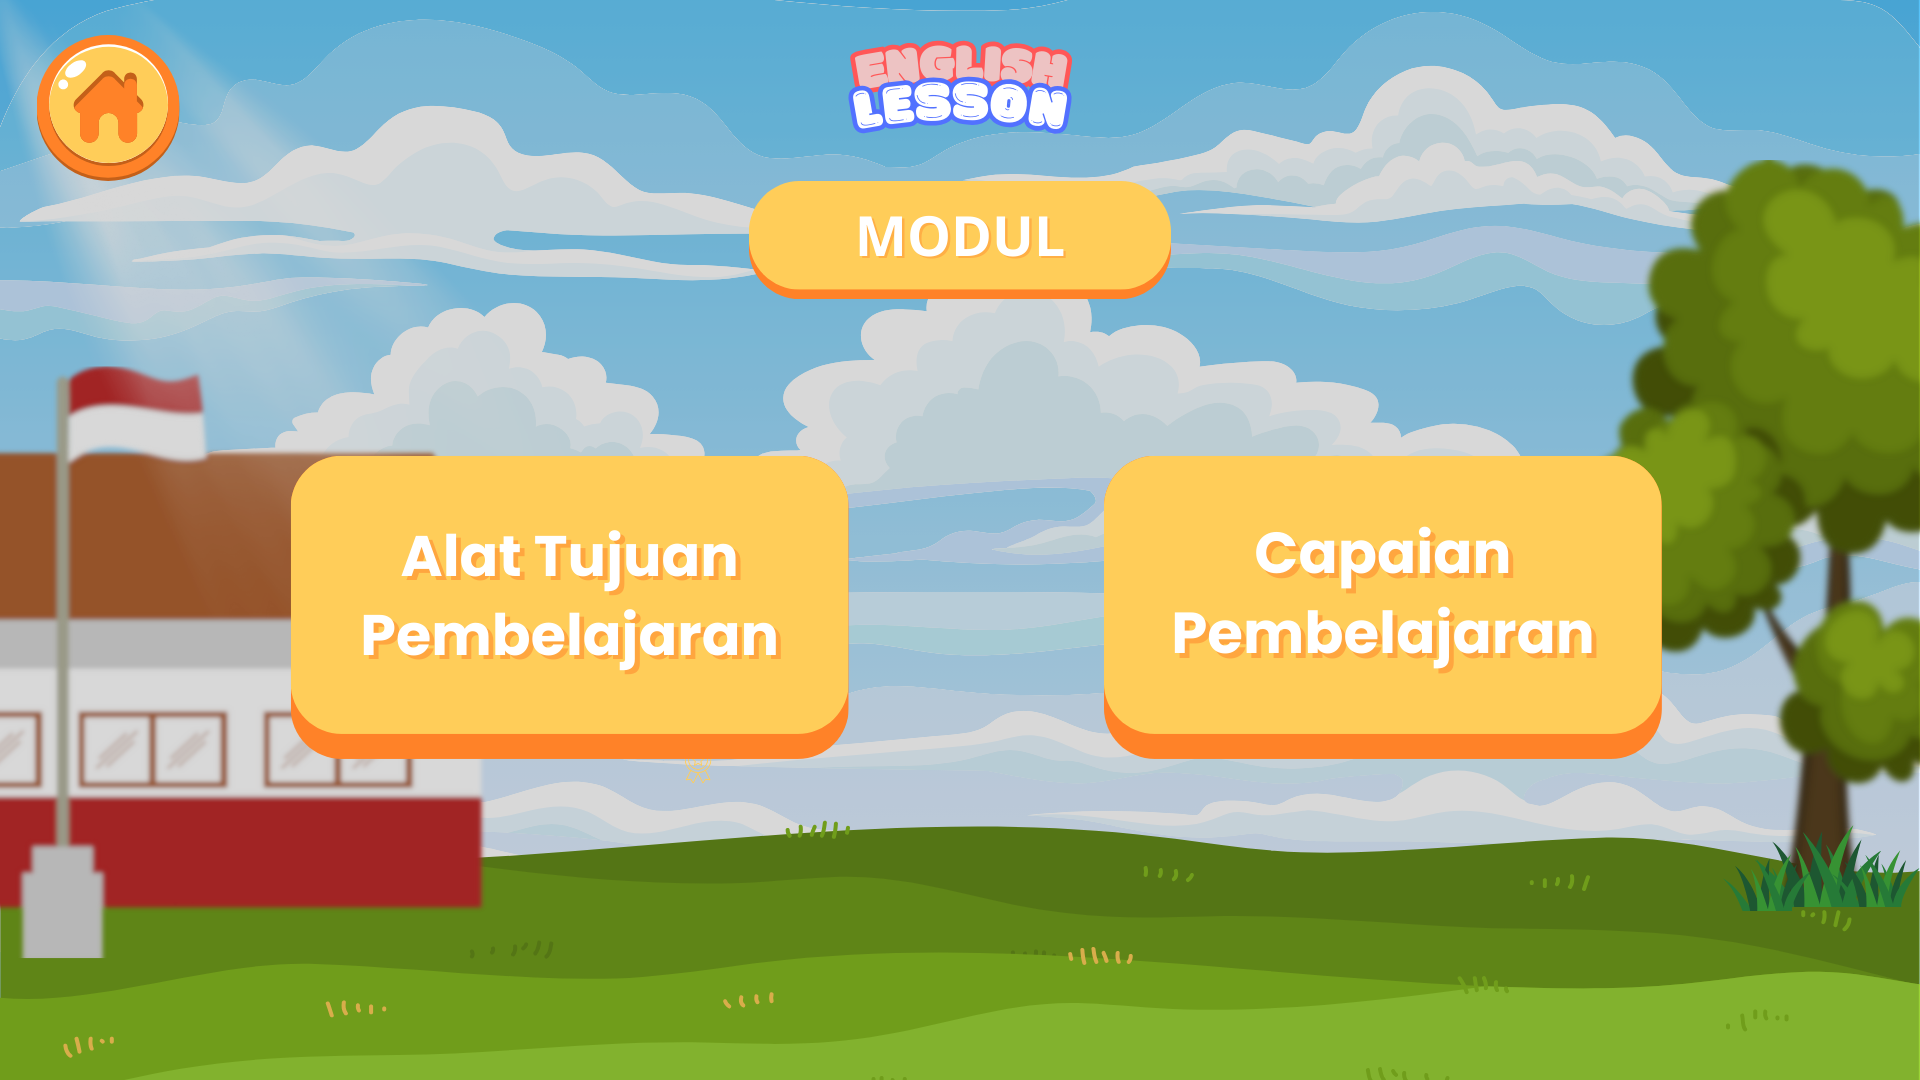 ENGLISH
LESSON
MODUL
Alat Tujuan
Pembelajaran
Capaian
Pembelajaran